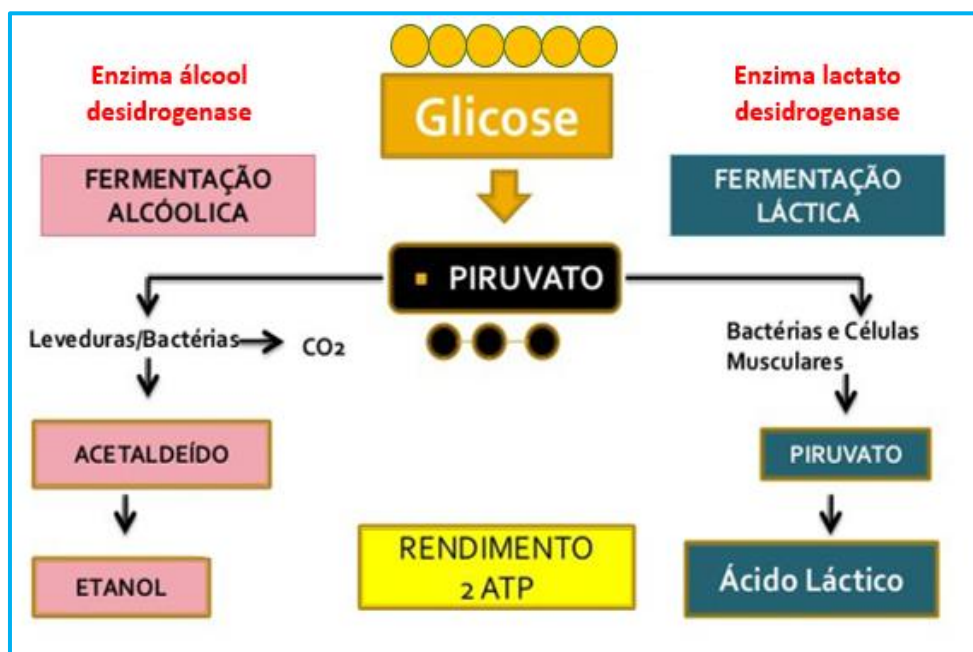 Enzima álcool
desidrogenase
Glicose
Enzima lactato
desidrogenase
FERMENTAÇÃO
ALCÓOLICA
FERMENTAÇÃO
LÁCTICA
▪ PIRUVATO
Leveduras/Bactérias
CO2
Bactérias e Células
Musculares
ACETALDEÍDO
PIRUVATO
RENDIMENTO
2 ATP
ETANOL
Ácido Láctico